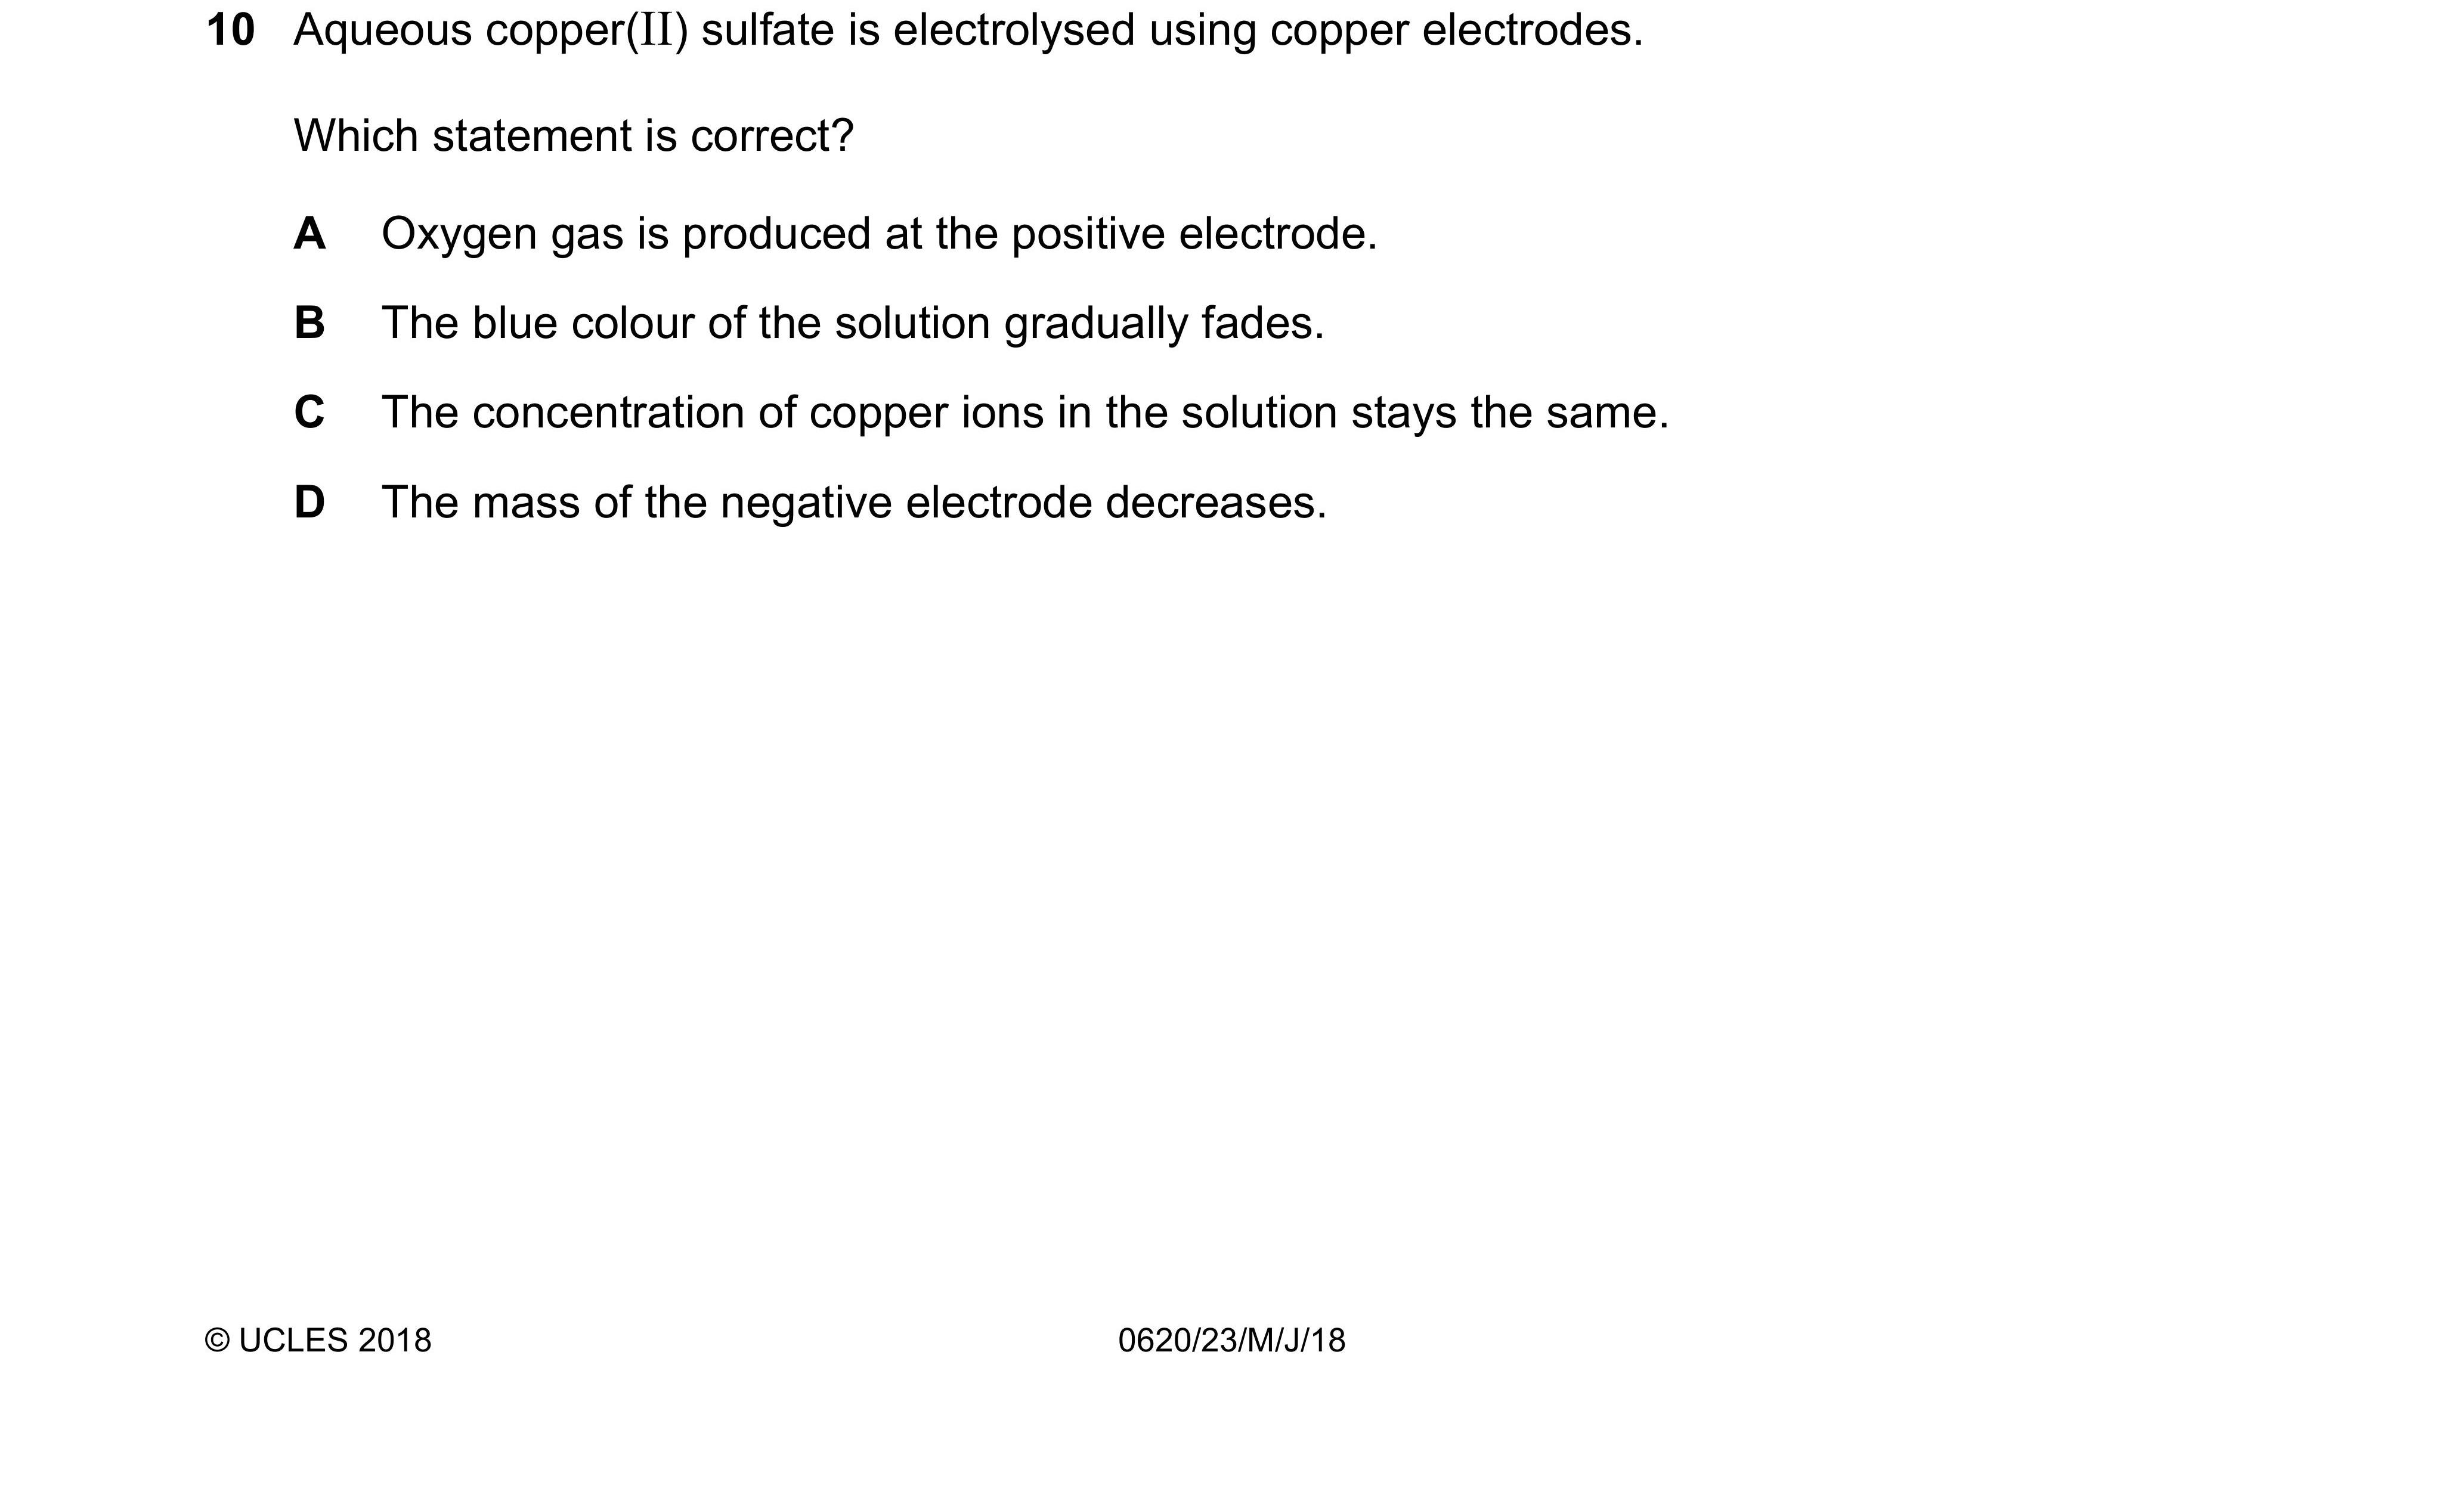 10 Aqueous copper(II) sulfate is electrolysed using copper electrodes.
Which statement is correct?
A Oxygen gas is produced at the positive electrode.
B The blue colour of the solution gradually fades.
C The concentration of copper ions in the solution stays the same.
D The mass of the negative electrode decreases.
© UCLES 2018 0620/23/M/J/18